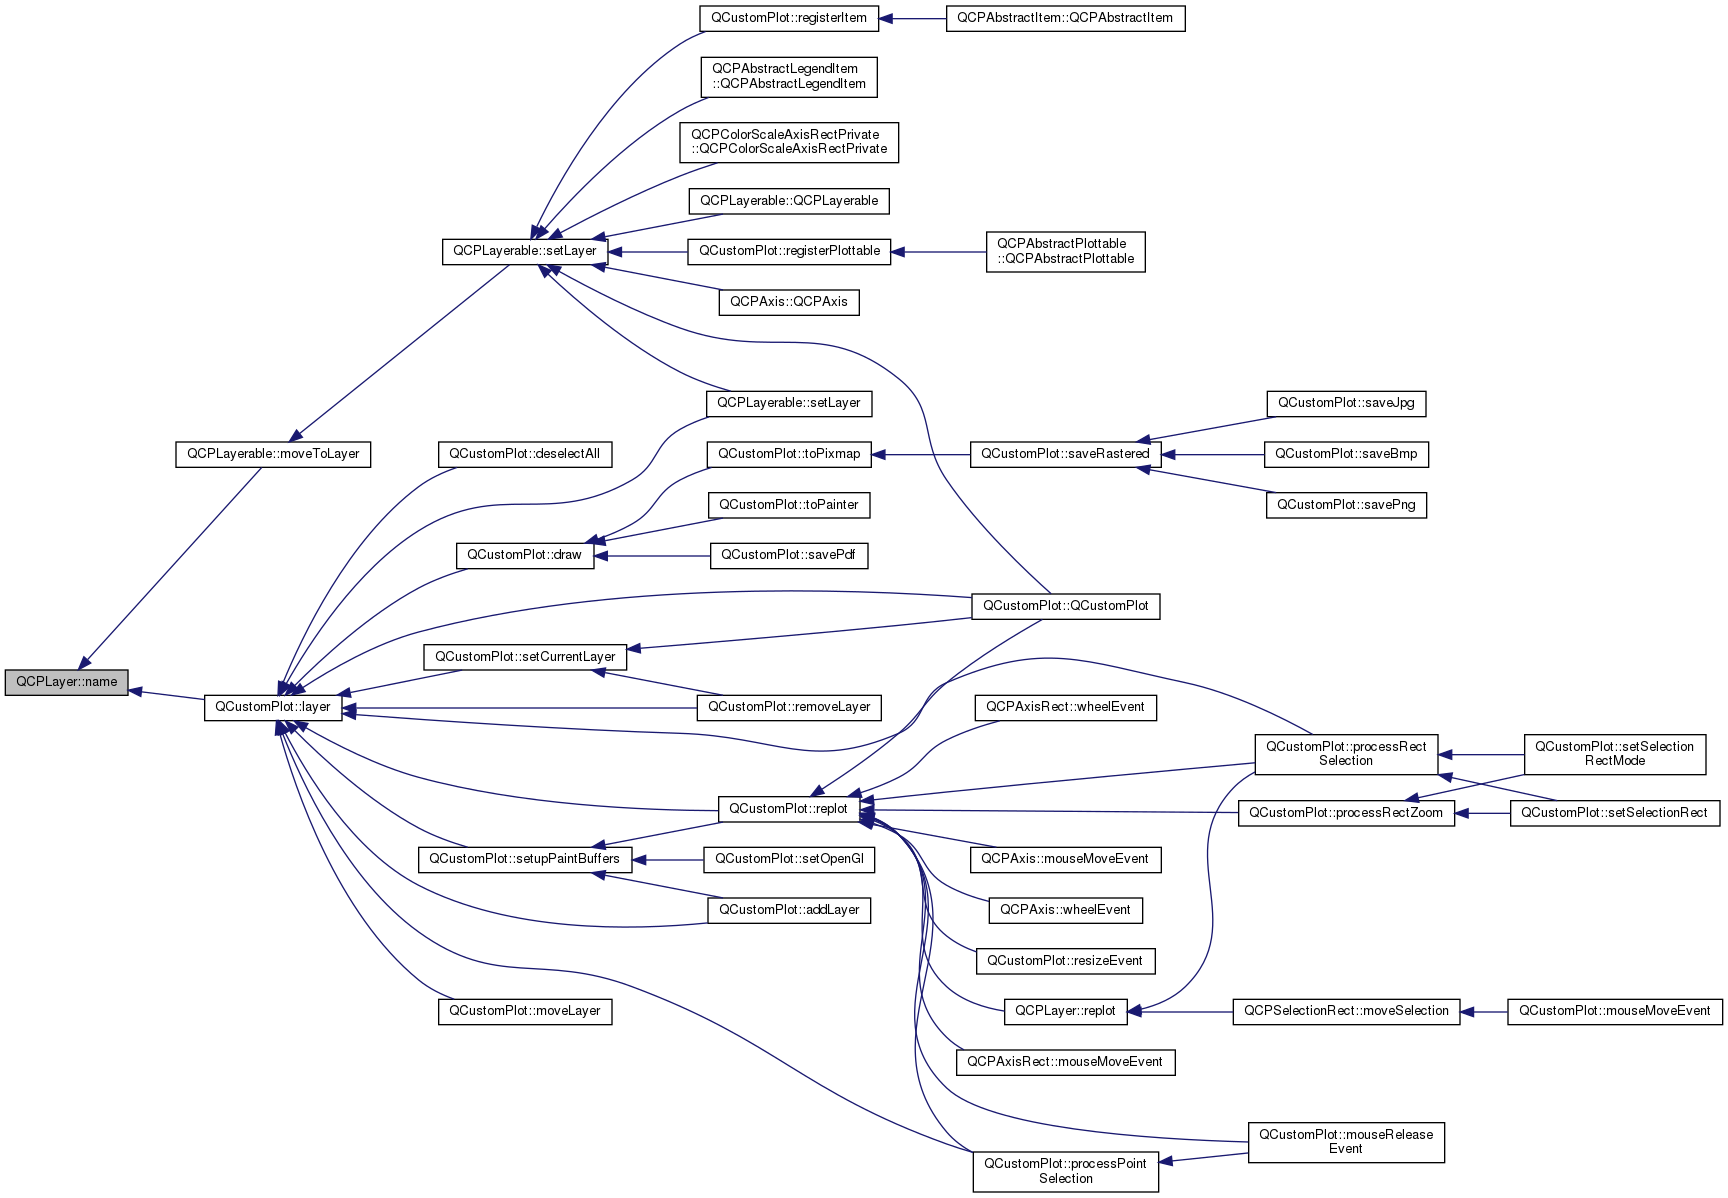 QCustomPlot::registerItem
QCPAbstractItem::QCPAbstractItem
QCPAbstractLegendItem
::QCPAbstractLegendItem
QCPColorScaleAxisRectPrivate
::QCPColorScaleAxisRectPrivate
QCPLayerable::QCPLayerable
QCPLayerable::setLayer
QCustomPlot::registerPlottable
QCPAbstractPlottable
::QCPAbstractPlottable
QCPAxis::QCPAxis
QCPLayerable::setLayer
QCustomPlot::saveJpg
QCPLayerable::moveToLayer
QCustomPlot::deselectAll
QCustomPlot::toPixmap
QCustomPlot::saveRastered
QCustomPlot::saveBmp
QCustomPlot::toPainter
QCustomPlot::savePng
QCustomPlot::draw
QCustomPlot::savePdf
QCustomPlot::QCustomPlot
QCustomPlot::setCurrentLayer
QCPLayer::name
QCustomPlot::layer
QCustomPlot::removeLayer
QCPAxisRect::wheelEvent
QCustomPlot::processRect
Selection
QCustomPlot::setSelection
RectMode
QCustomPlot::replot
QCustomPlot::processRectZoom
QCustomPlot::setSelectionRect
QCustomPlot::setupPaintBuffers
QCustomPlot::setOpenGl
QCPAxis::mouseMoveEvent
QCustomPlot::addLayer
QCPAxis::wheelEvent
QCustomPlot::resizeEvent
QCustomPlot::moveLayer
QCPLayer::replot
QCPSelectionRect::moveSelection
QCustomPlot::mouseMoveEvent
QCPAxisRect::mouseMoveEvent
QCustomPlot::mouseRelease
Event
QCustomPlot::processPoint
Selection